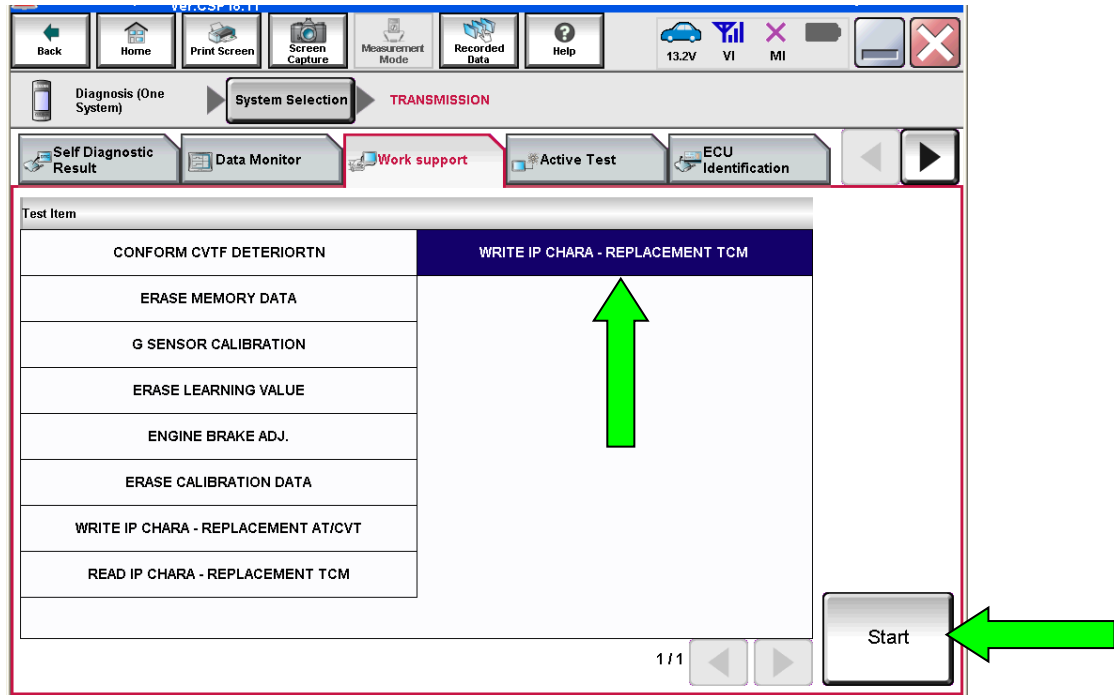 Ver.CSP16.11
Back
Home
Print Screen
Screen
Capture
Measurement
Mode
Recorded
Data
Help
13.2V
VI
MI
Diagnosis (One
System)
System Selection
TRANSMISSION
Self Diagnostic
Result
Data Monitor
Work support
Active Test
ECU
Identification
Test Item
CONFORM CVTF DETERIORTN
WRITE IP CHARA - REPLACEMENT TCM
ERASE MEMORY DATA
G SENSOR CALIBRATION
ERASE LEARNING VALUE
ENGINE BRAKE ADJ.
ERASE CALIBRATION DATA
WRITE IP CHARA - REPLACEMENT AT/CVT
READ IP CHARA - REPLACEMENT TCM
Start
1/1